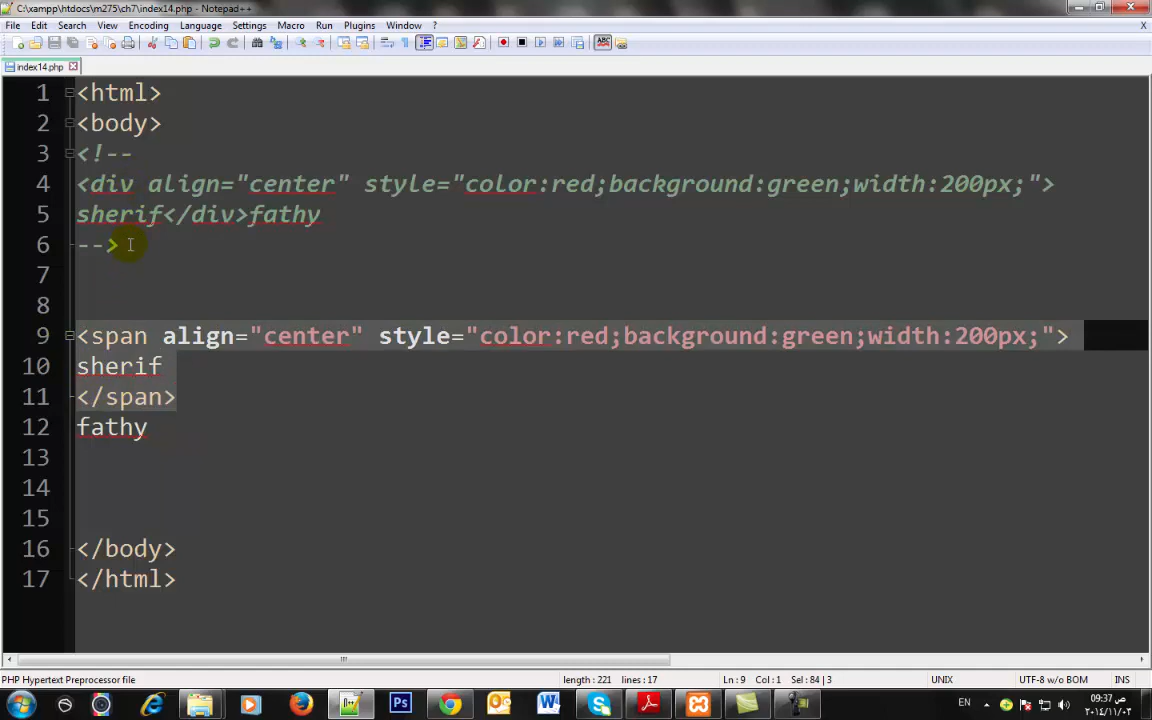 C:\xampp\htdocs\m275\ch7\index14.php - Notepad++
File Edit Search View Encoding Language Settings Macro Run Plugins Window ? X
index14.php
1 <html>
2 <body>
3 <!--
4 <div align="center" style="color:red;background:green;width:200px;">
5 sherif</div>fathy
6 -->
7
8
9 <span align="center" style="color:red;background:green;width:200px;">
10 sherif
11 </span>
12 fathy
13
14
15
16 </body>
17 </html>
PHP Hypertext Preprocessor file length : 221 lines : 17 Ln : 9 Col : 1 Sel : 84 | 3 UNIX UTF-8 w/o BOM INS
Ps EN 09:37 ص
٢٠١٤/١١/٠٣